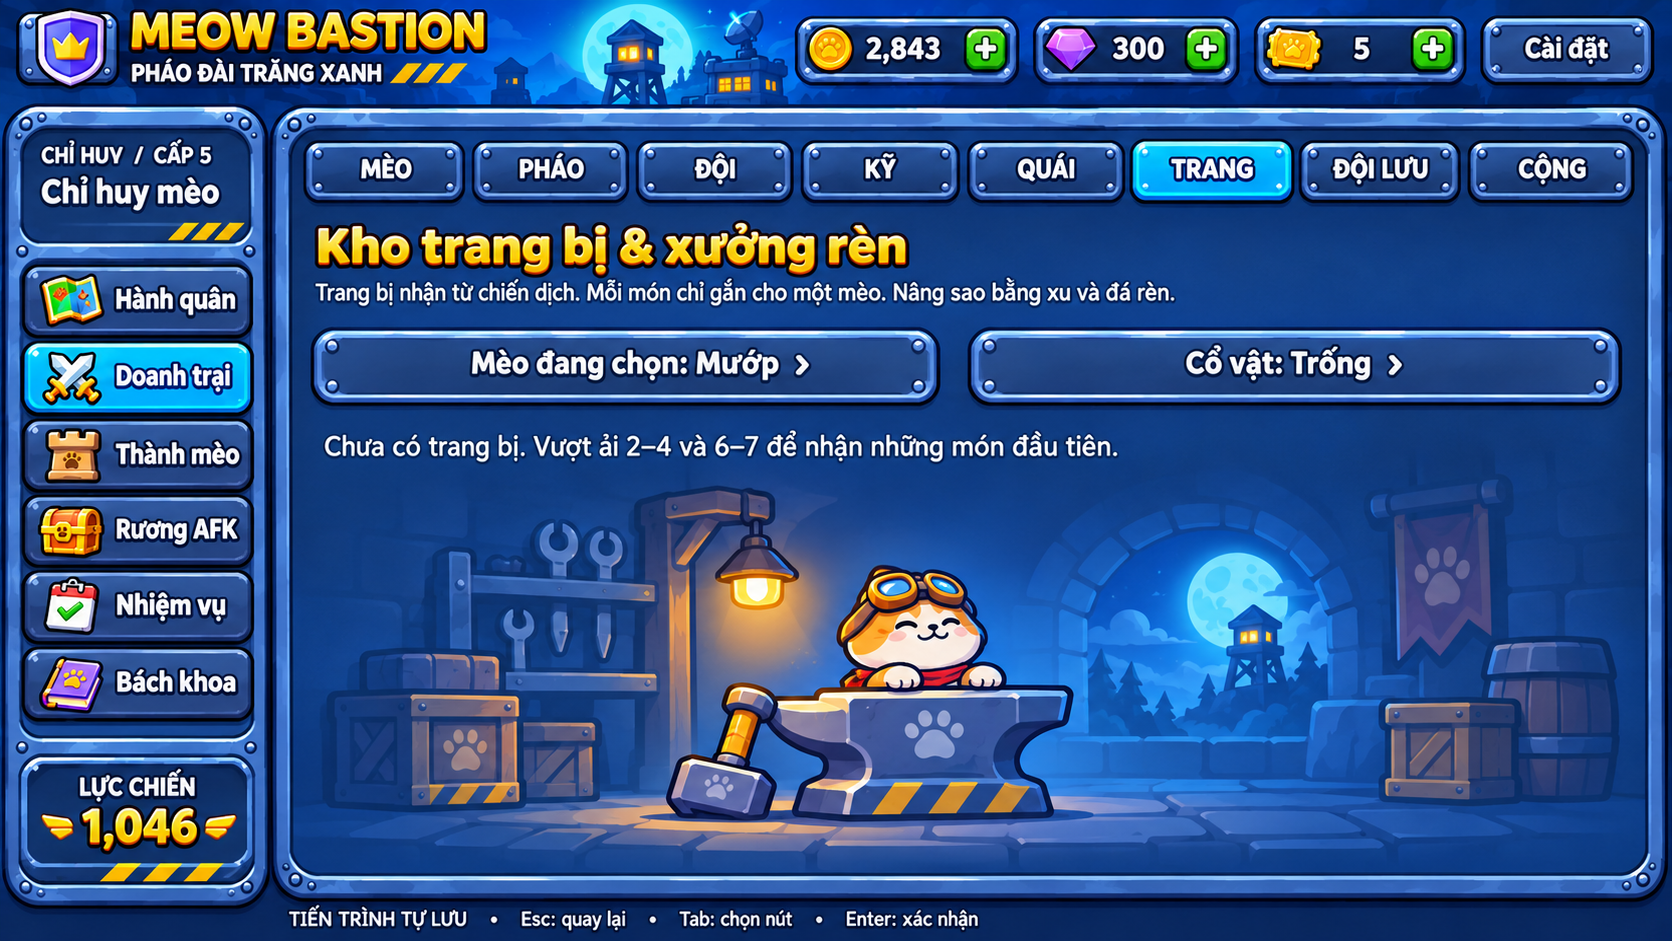 MEOW BASTION
PHÁO ĐÀI TRĂNG XANH
2,843
300
5
Cài đặt
CHỈ HUY / CẤP 5
Chỉ huy mèo
Hành quân
Doanh trại
Thành mèo
Rương AFK
Nhiệm vụ
Bách khoa
LỰC CHIẾN
1,046
MÈO
PHÁO
ĐỘI
KỸ
QUÁI
TRANG
ĐỘI LƯU
CỘNG
Kho trang bị & xưởng rèn
Trang bị nhận từ chiến dịch. Mỗi món chỉ gắn cho một mèo. Nâng sao bằng xu và đá rèn.
Mèo đang chọn: Mướp ›
Cổ vật: Trống ›
Chưa có trang bị. Vượt ải 2–4 và 6–7 để nhận những món đầu tiên.
TIẾN TRÌNH TỰ LƯU • Esc: quay lại • Tab: chọn nút • Enter: xác nhận